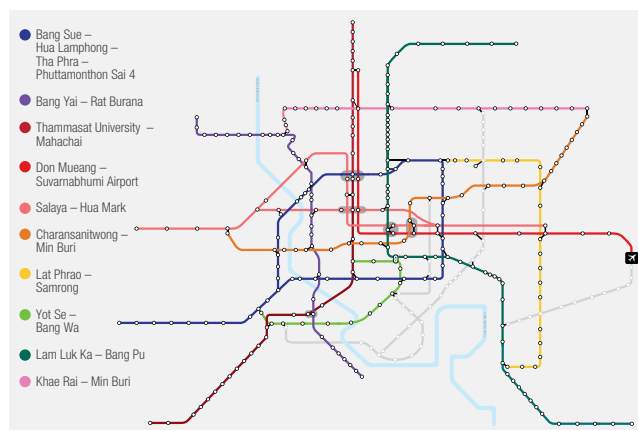 Bang Sue –
Hua Lamphong –
Tha Phra –
Phuttamonthon Sai 4
Bang Yai – Rat Burana
Thammasat University –
Mahachai
Don Mueang –
Suvarnabhumi Airport
Salaya – Hua Mark
Charansanitwong –
Min Buri
Lat Phrao –
Samrong
Yot Se –
Bang Wa
Lam Luk Ka – Bang Pu
Khae Rai – Min Buri